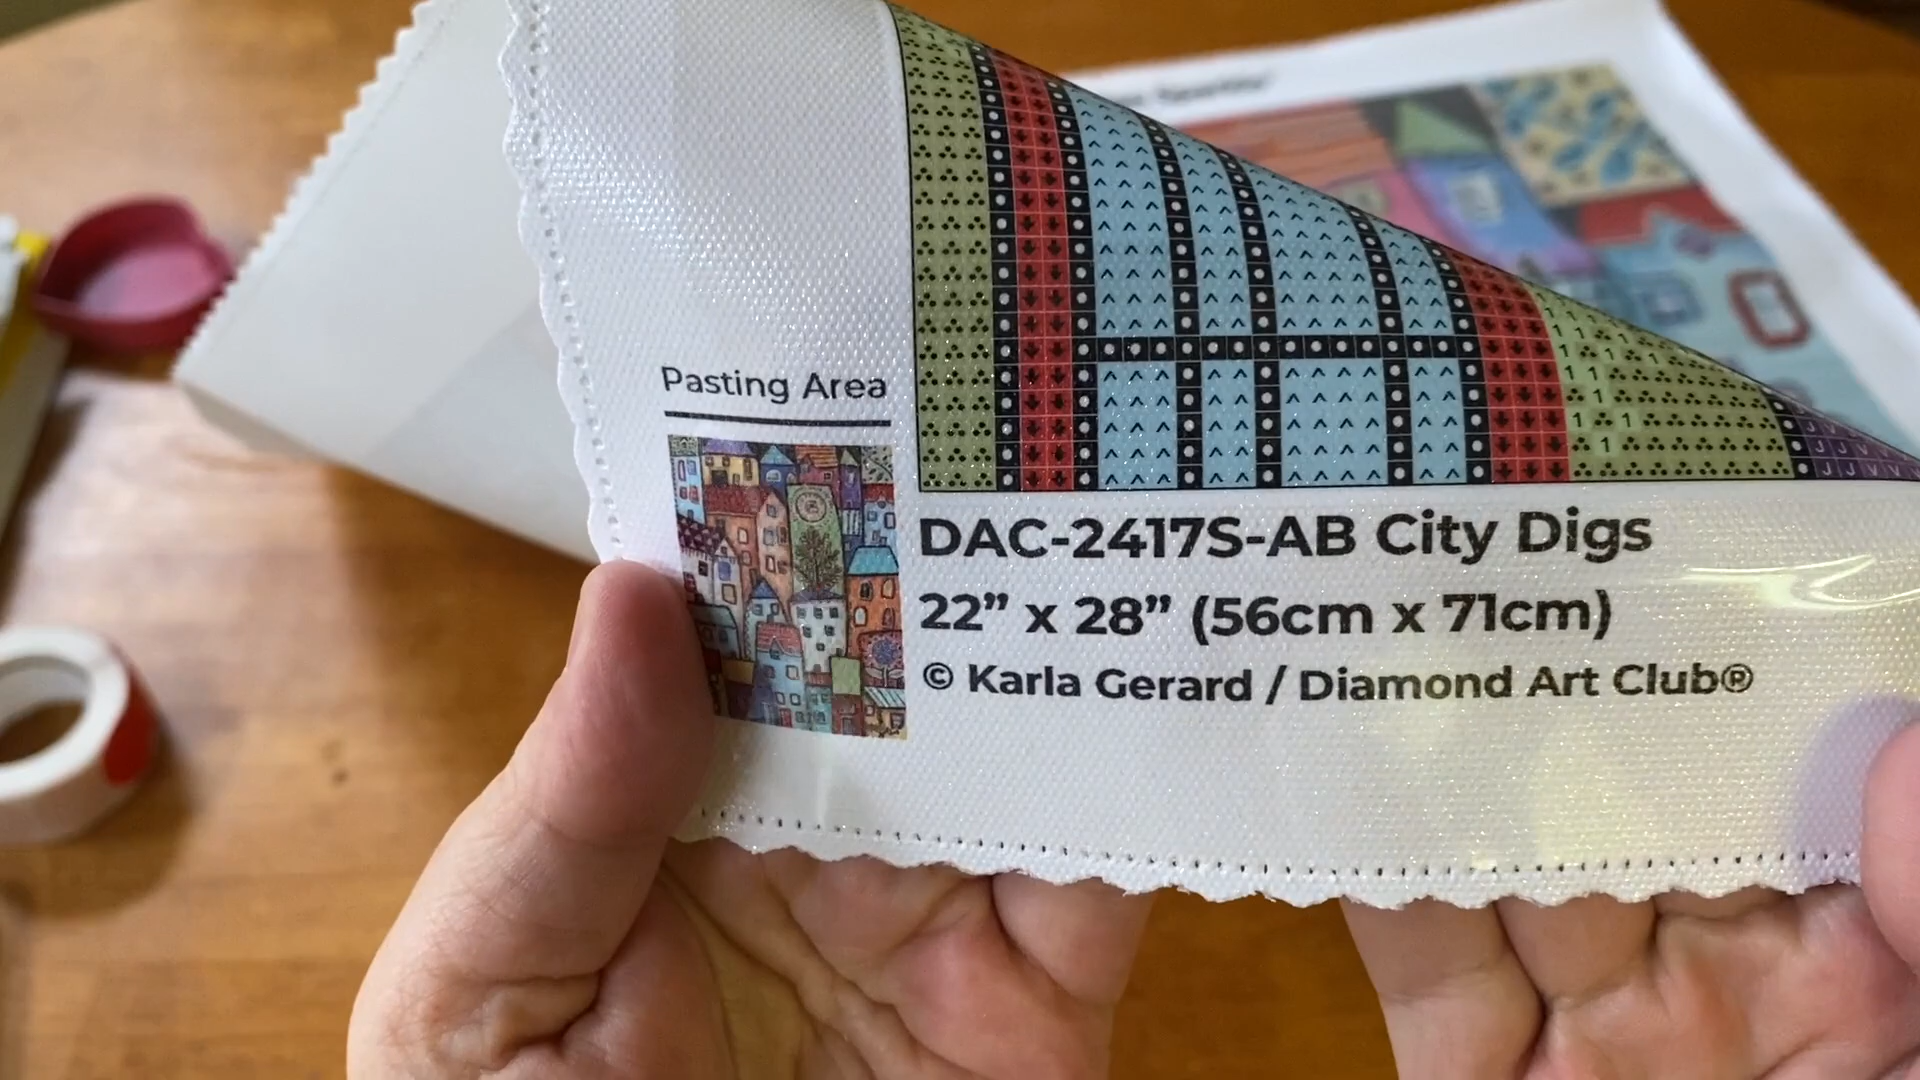 Pasting Area
DAC-2417S-AB City Digs
22” x 28” (56cm x 71cm)
© Karla Gerard / Diamond Art Club®